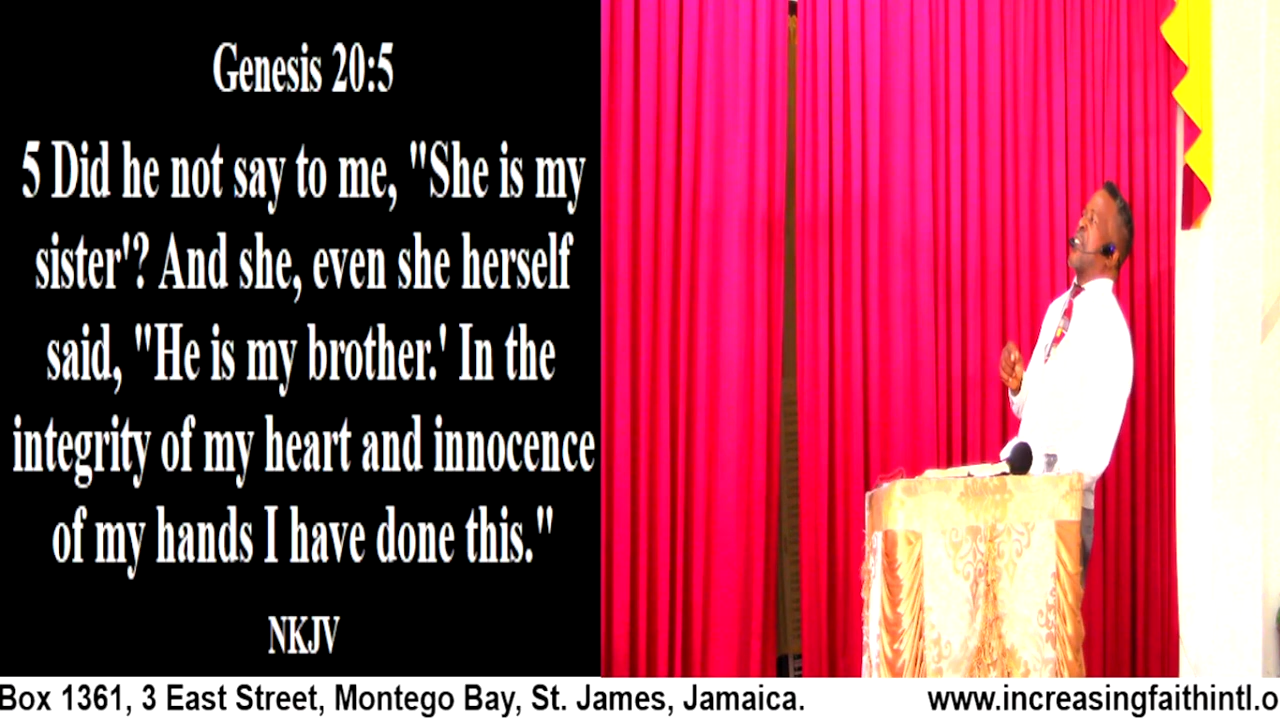 Genesis 20:5
5 Did he not say to me, "She is my
sister'? And she, even she herself
said, "He is my brother.' In the
integrity of my heart and innocence
of my hands I have done this."
NKJV
Box 1361, 3 East Street, Montego Bay, St. James, Jamaica. www.increasingfaithintl.o